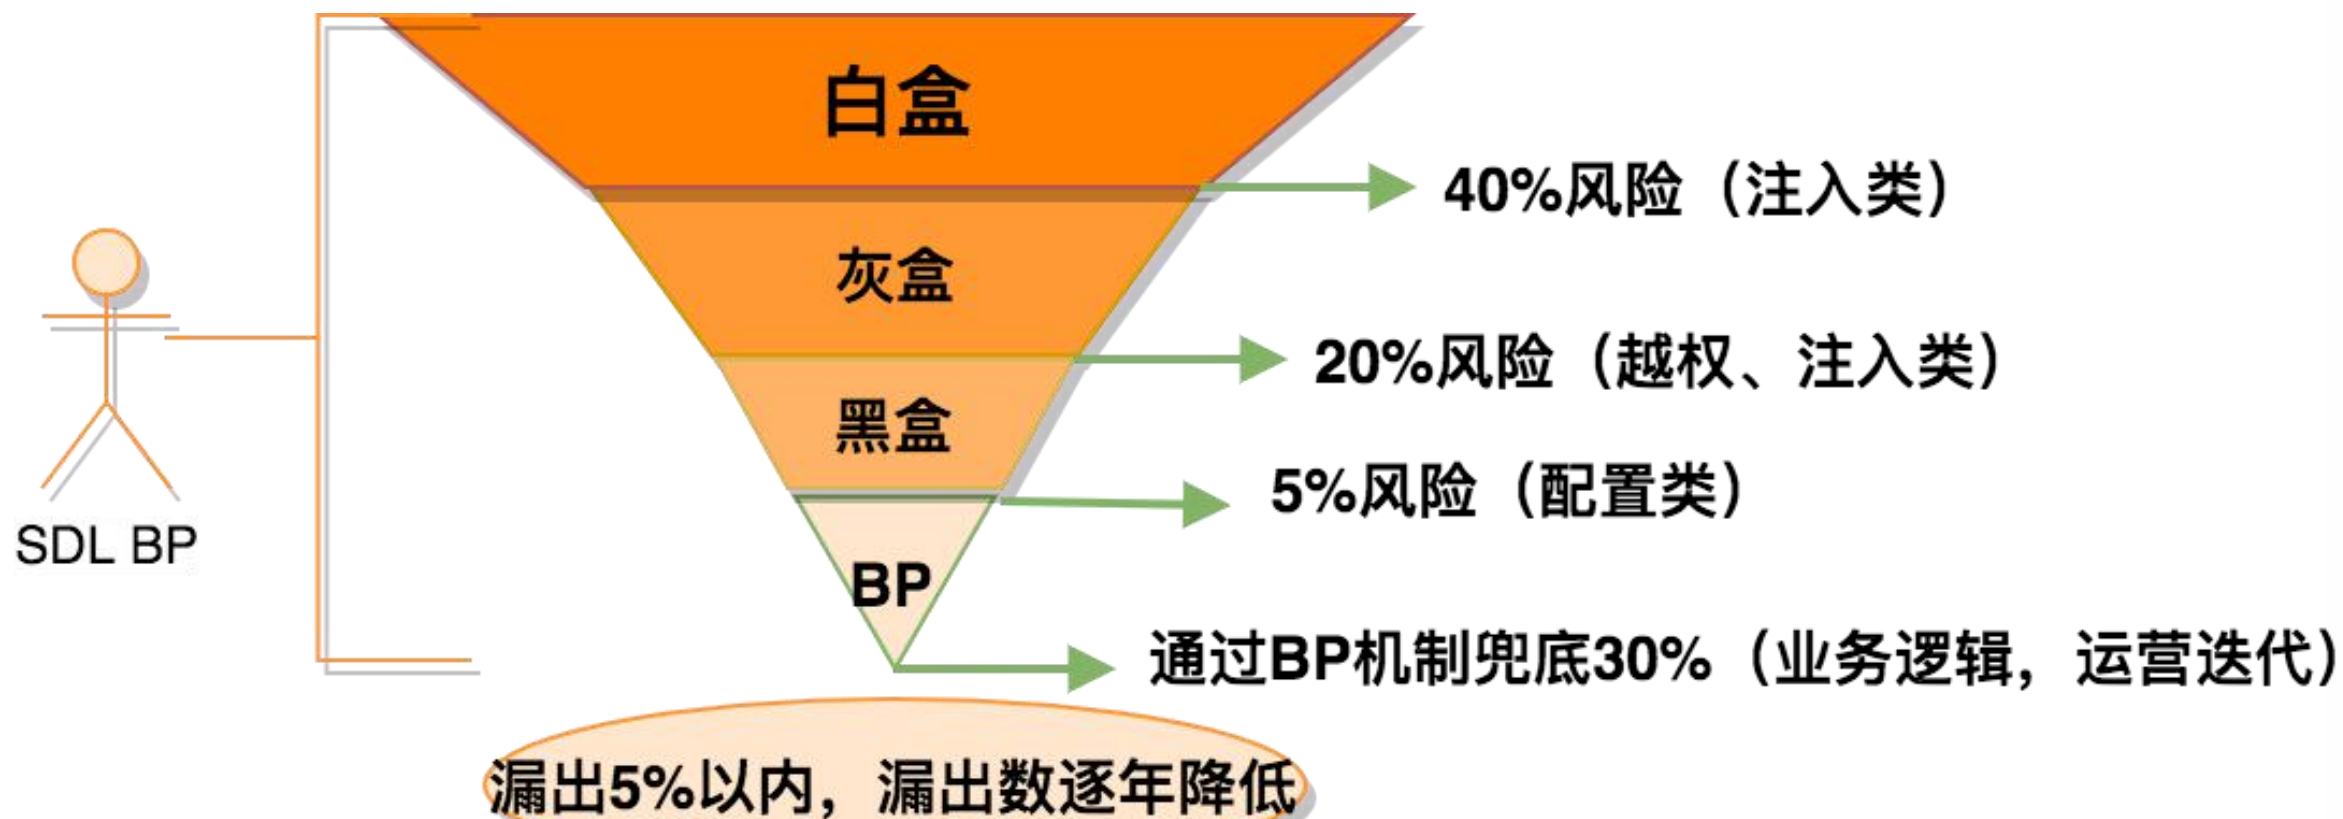 白盒
40%风险（注入类）
灰盒
20%风险（越权、注入类）
黑盒
5%风险（配置类）
SDL BP
BP
通过BP机制兜底30%（业务逻辑，运营迭代）
漏出5%以内，漏出数逐年降低